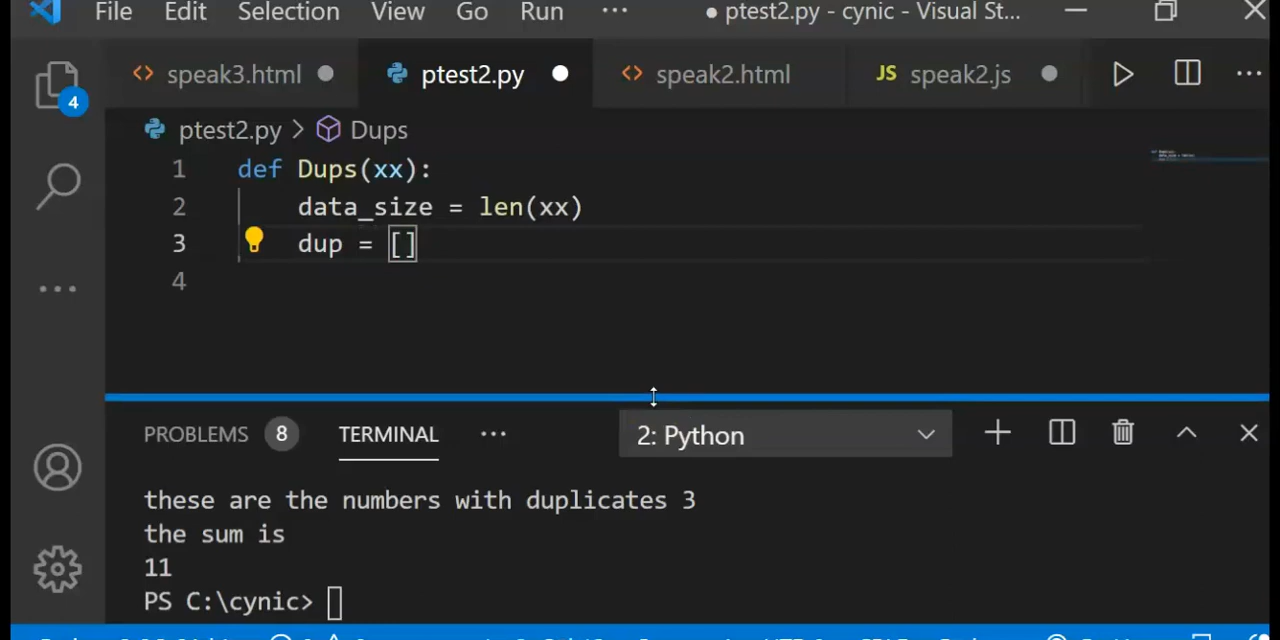 File Edit Selection View Go Run ··· ● ptest2.py - cynic - Visual St...
speak3.html ptest2.py speak2.html JS speak2.js ···
4
ptest2.py > Dups
1 def Dups(xx):
2 data_size = len(xx)
3 dup = []
4
PROBLEMS 8 TERMINAL ··· 2: Python
these are the numbers with duplicates 3
the sum is
11
PS C:\cynic>